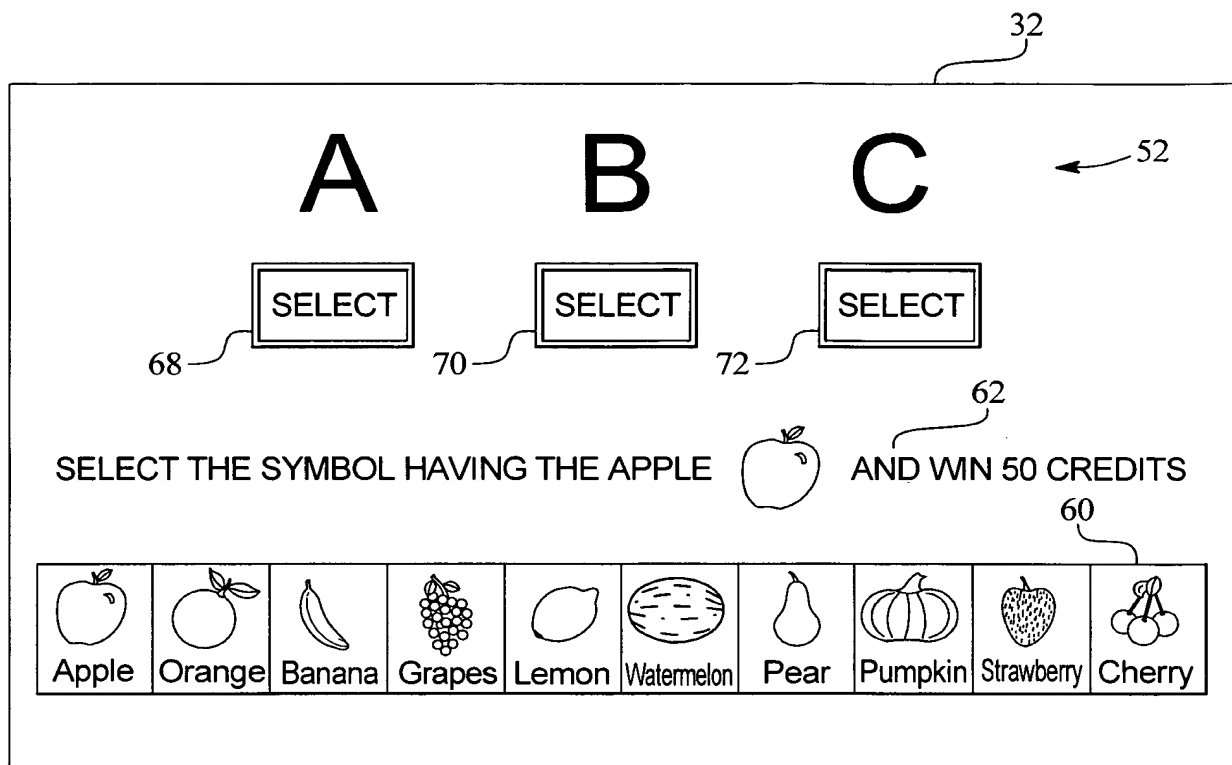 32
A B C 52
SELECT SELECT SELECT
68 70 72
62
SELECT THE SYMBOL HAVING THE APPLE AND WIN 50 CREDITS
60
Apple Orange Banana Grapes Lemon Watermelon Pear Pumpkin Strawberry Cherry